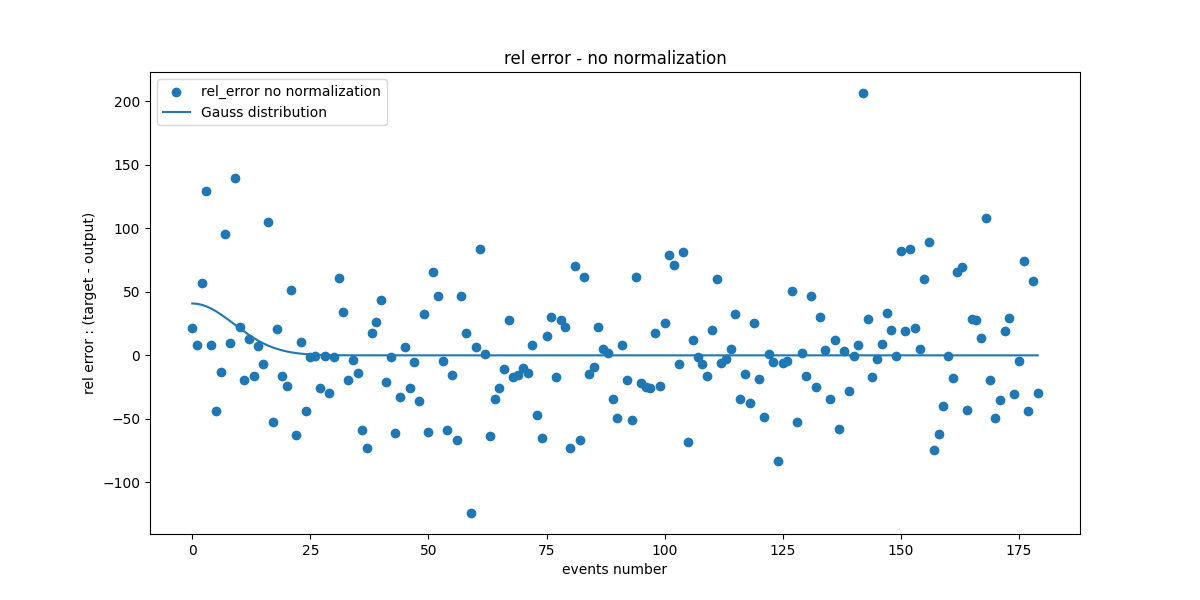 rel error - no normalization
rel_error no normalization
Gauss distribution
rel error : (target - output)
200
150
100
50
0
−50
−100
0 25 50 75 100 125 150 175
events number